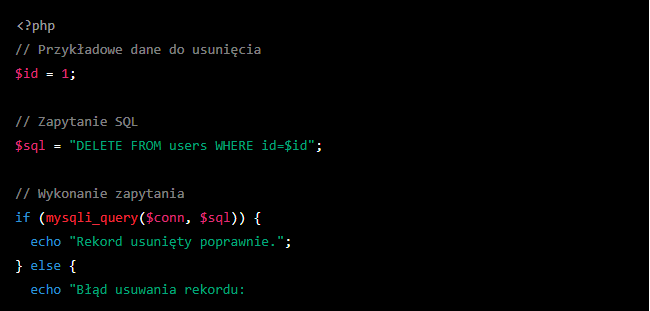 <?php
// Przykładowe dane do usunięcia
$id = 1;
// Zapytanie SQL
$sql = "DELETE FROM users WHERE id=$id";
// Wykonanie zapytania
if (mysqli_query($conn, $sql)) {
echo "Rekord usunięty poprawnie.";
} else {
echo "Błąd usuwania rekordu: